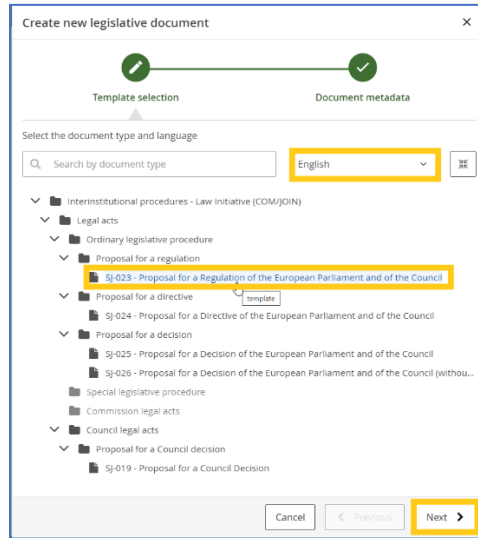 Create new legislative document
Template selection
Document metadata
Select the document type and language
Search by document type
English
Interinstitutional procedures - Law Initiative (COM/JOIN)
Legal acts
Ordinary legislative procedure
Proposal for a regulation
SJ-023 - Proposal for a Regulation of the European Parliament and of the Council
template
Proposal for a directive
SJ-024 - Proposal for a Directive of the European Parliament and of the Council
Proposal for a decision
SJ-025 - Proposal for a Decision of the European Parliament and of the Council
SJ-026 - Proposal for a Decision of the European Parliament and of the Council (withou...
Special legislative procedure
Commission legal acts
Council legal acts
Proposal for a Council decision
SJ-019 - Proposal for a Council Decision
Cancel
Previous
Next